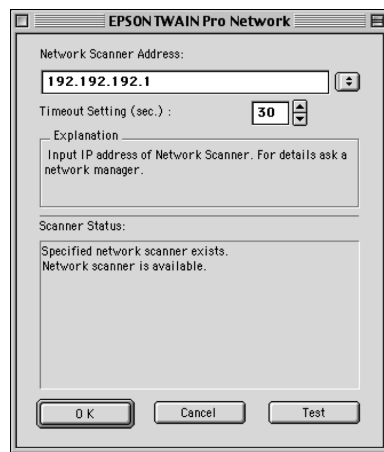 EPSON TWAIN Pro Network
Network Scanner Address:
192.192.192.1
Timeout Setting (sec.) :
30
Explanation
Input IP address of Network Scanner. For details ask a
network manager.
Scanner Status:
Specified network scanner exists.
Network scanner is available.
OK
Cancel
Test